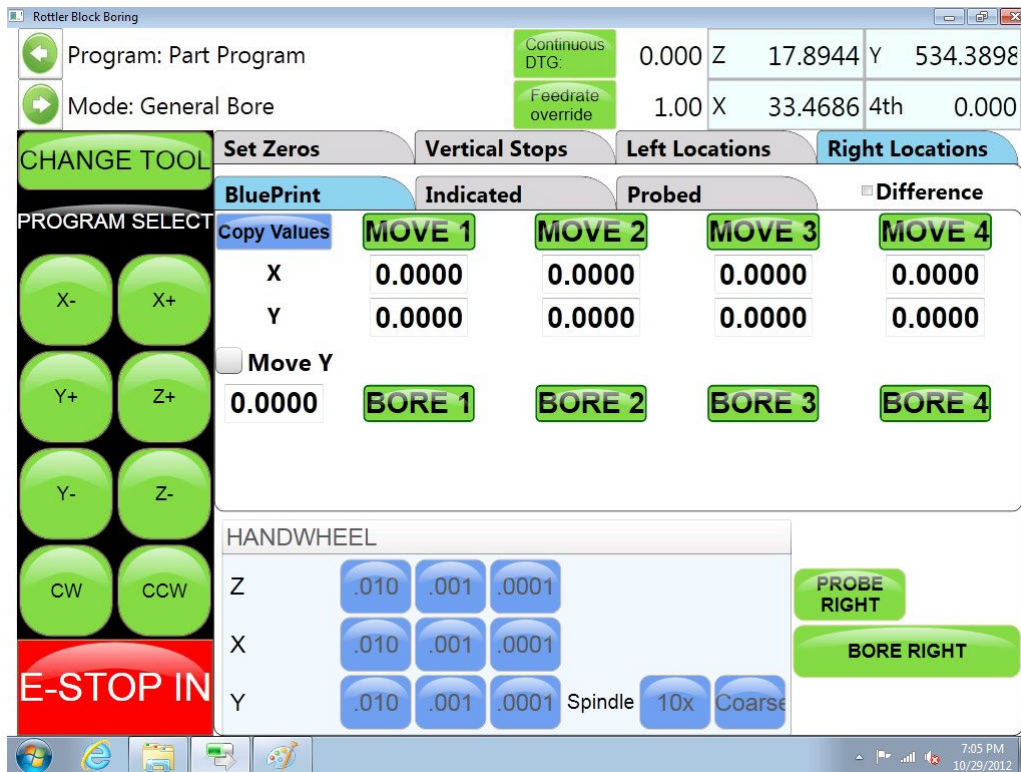 Rottler Block Boring
Program: Part Program
Continuous DTG: 0.000 Z 17.8944 Y 534.3898
Mode: General Bore
Feedrate override 1.00 X 33.4686 4th 0.000
CHANGE TOOL
Set Zeros Vertical Stops Left Locations Right Locations
BluePrint Indicated Probed Difference
PROGRAM SELECT
Copy Values MOVE 1 MOVE 2 MOVE 3 MOVE 4
X 0.0000 0.0000 0.0000 0.0000
Y 0.0000 0.0000 0.0000 0.0000
Move Y
0.0000 BORE 1 BORE 2 BORE 3 BORE 4
X- X+
Y+ Z+
Y- Z-
CW CCW
E-STOP IN
HANDWHEEL
Z .010 .001 .0001
X .010 .001 .0001
Y .010 .001 .0001 Spindle 10x Coarse
PROBE
RIGHT
BORE RIGHT
7:05 PM
10/29/2012